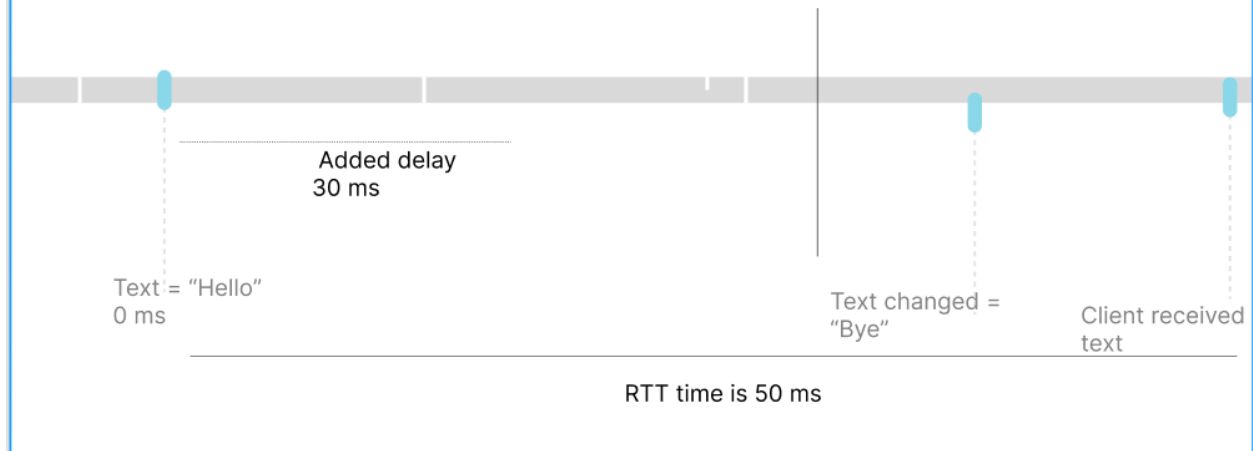 Added delay
30 ms
Text = “Hello”
0 ms
Text changed =
“Bye”
Client received
text
RTT time is 50 ms